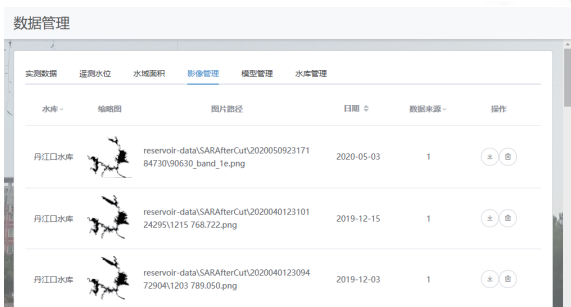 数据管理
实测数据 遥测水位 水域面积 影像管理 模型管理 水库管理
水库 缩略图 图片路径 日期 数据来源 操作
丹江口水库 reservoir-data\SARAfterCut\2020050923171 2020-05-03 1
84730\90630_band_1e.png
丹江口水库 reservoir-data\SARAfterCut\2020040123101 2019-12-15 1
24295\1215 768.722.png
丹江口水库 reservoir-data\SARAfterCut\2020040123094 2019-12-03 1
72904\1203 789.050.png